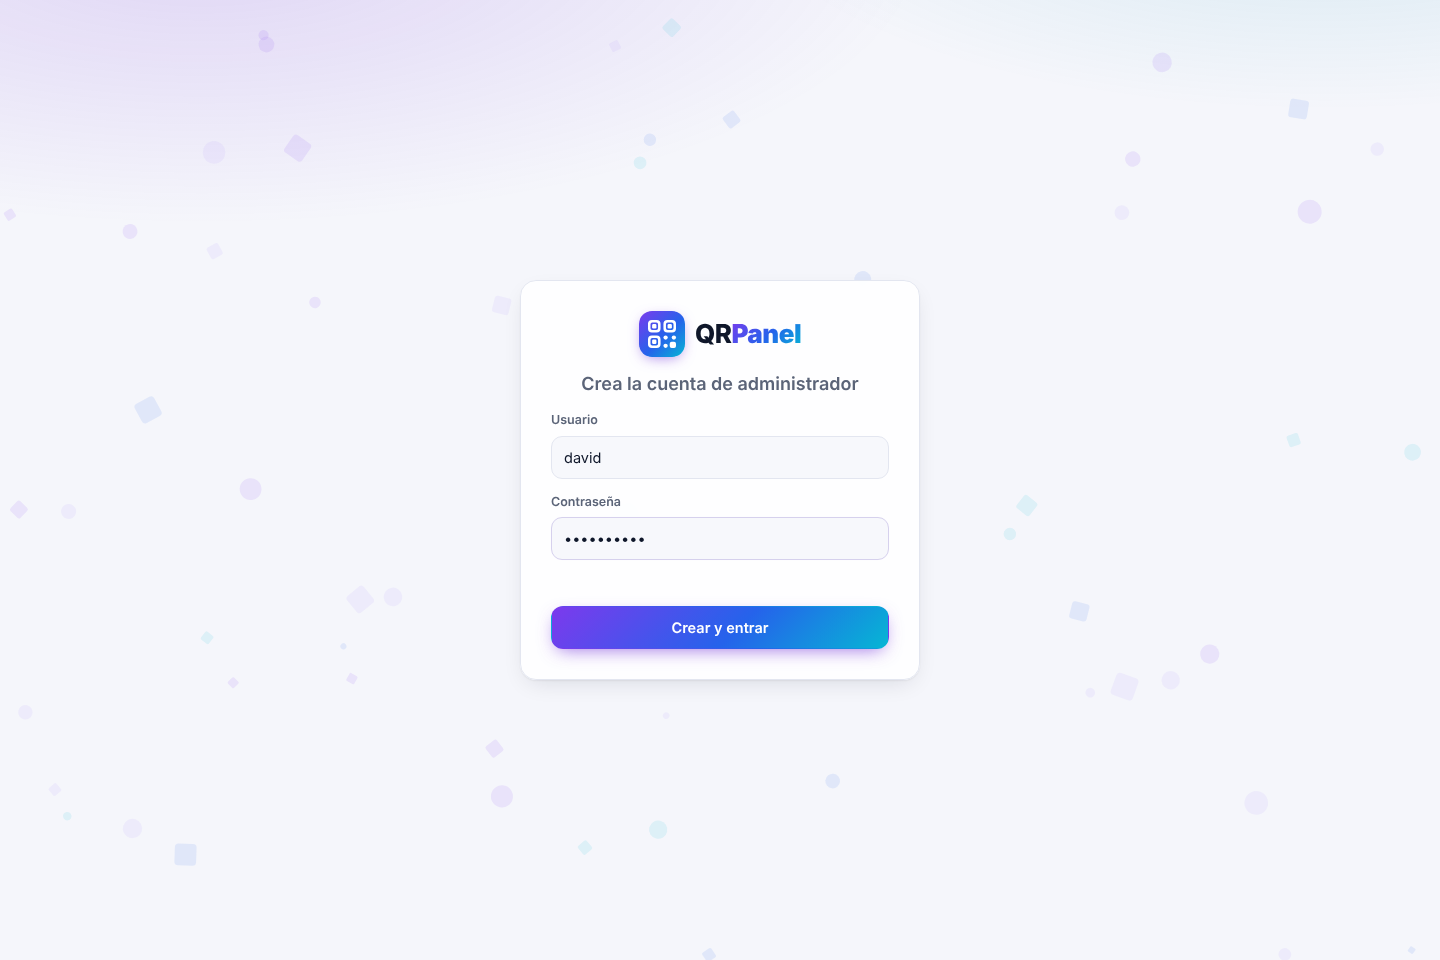 QRPanel
Crea la cuenta de administrador
Usuario
david
Contraseña
••••••••••
Crear y entrar